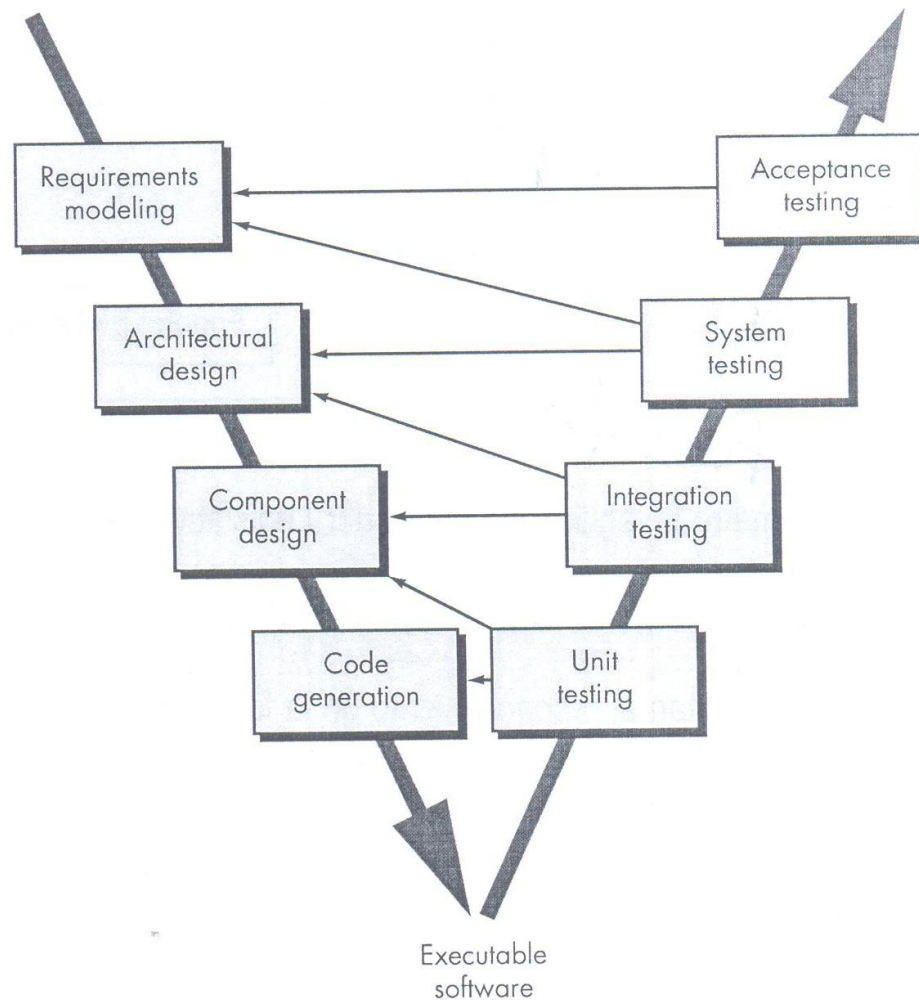 Requirements
modeling
Acceptance
testing
Architectural
design
System
testing
Component
design
Integration
testing
Code
generation
Unit
testing
Executable
software